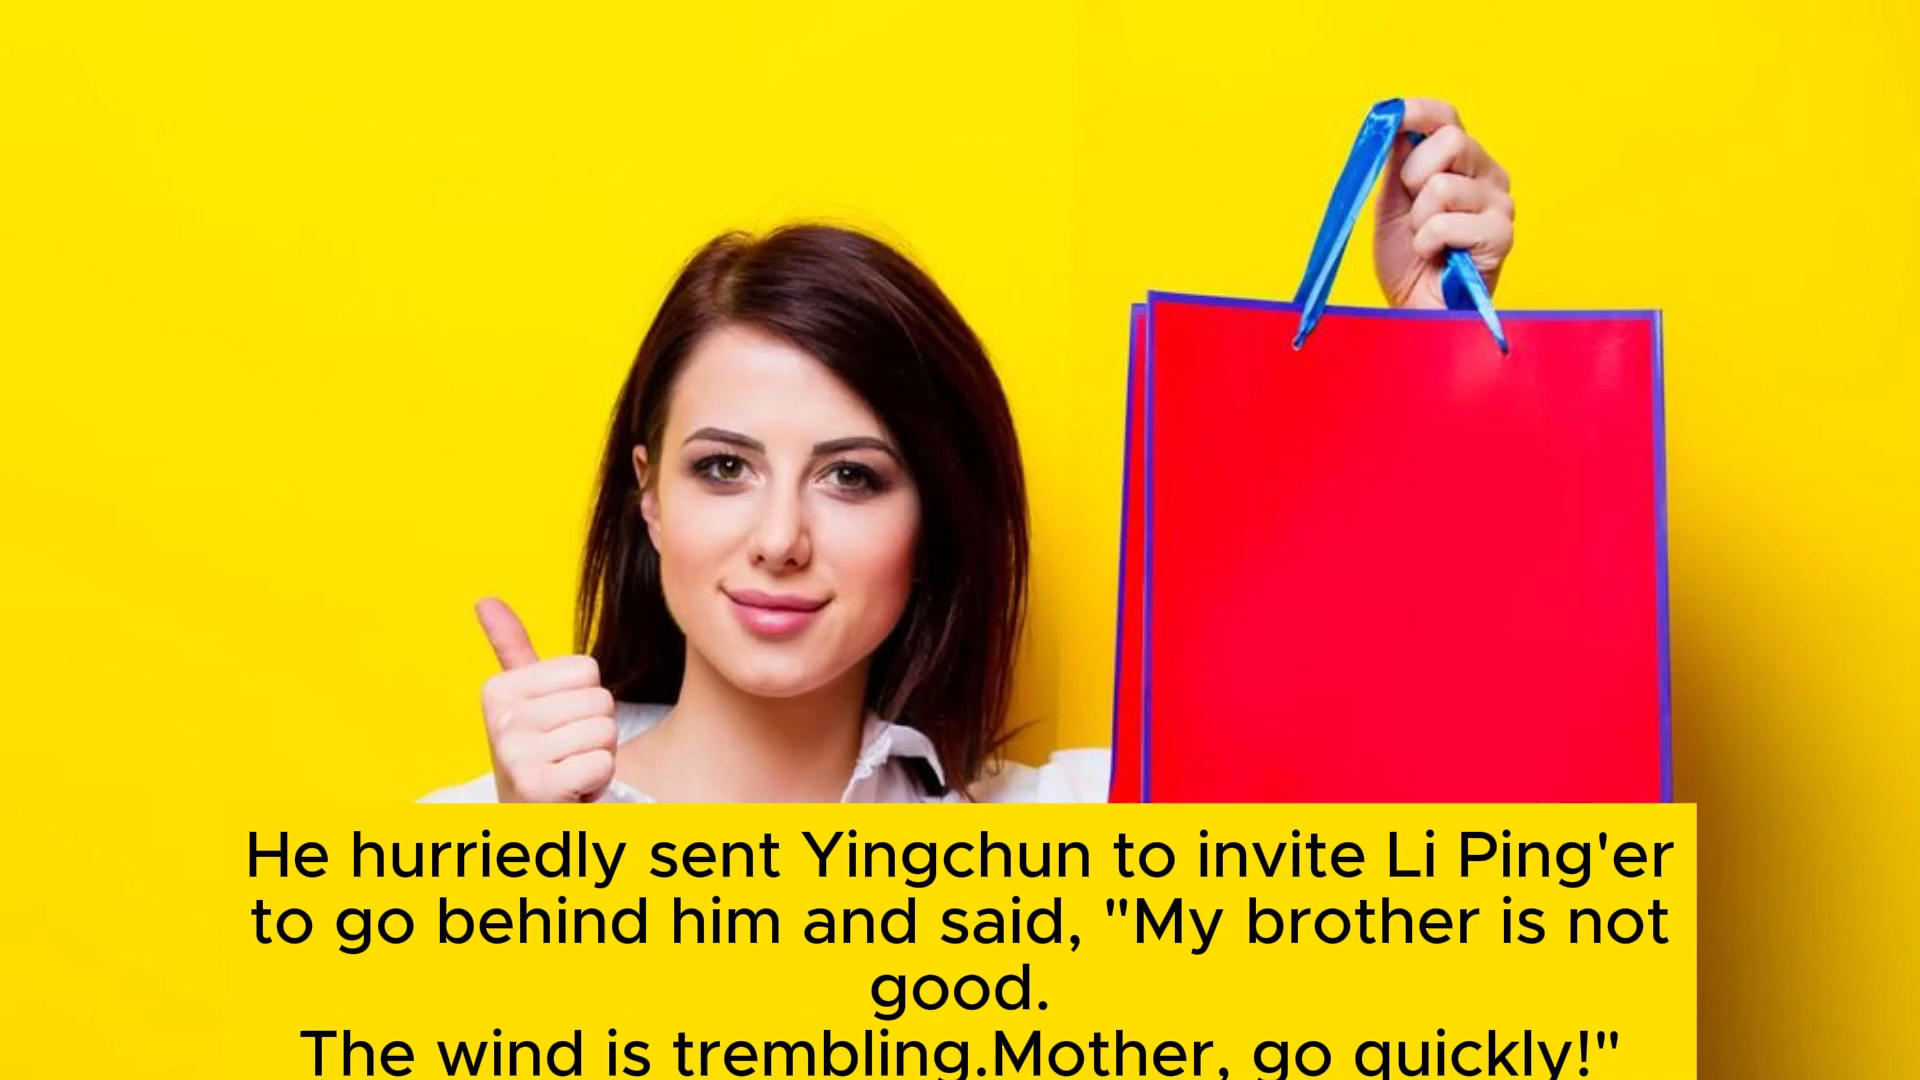 He hurriedly sent Yingchun to invite Li Ping'er
to go behind him and said, "My brother is not
good.
The wind is trembling.Mother, go quickly!"